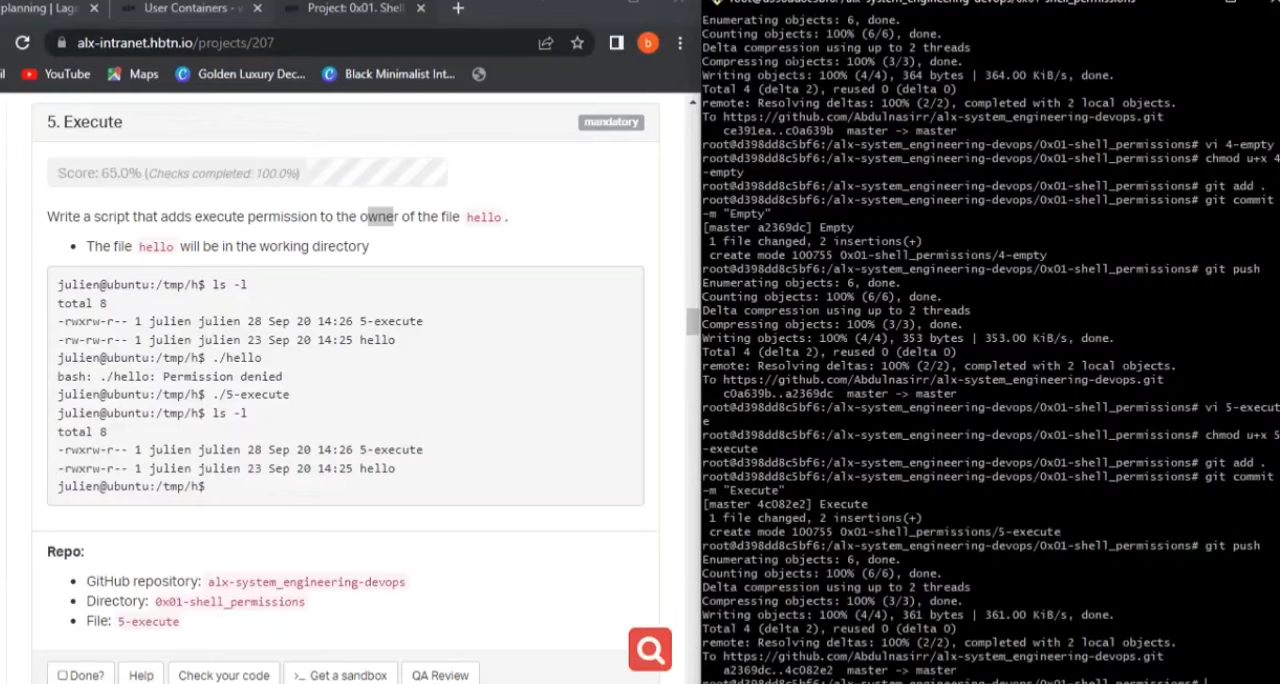 planning | Lago
User Containers -
Project: 0x01. Shell
alx-intranet.hbtn.io/projects/207
b
YouTube
Maps
Golden Luxury Dec...
Black Minimalist Int...
5. Execute
mandatory
Score: 65.0% (Checks completed: 100.0%)
Write a script that adds execute permission to the owner of the file hello .
• The file hello will be in the working directory
julien@ubuntu:/tmp/h$ ls -l
total 8
-rwxrw-r-- 1 julien julien 28 Sep 20 14:26 5-execute
-rw-rw-r-- 1 julien julien 23 Sep 20 14:25 hello
julien@ubuntu:/tmp/h$ ./hello
bash: ./hello: Permission denied
julien@ubuntu:/tmp/h$ ./5-execute
julien@ubuntu:/tmp/h$ ls -l
total 8
-rwxrw-r-- 1 julien julien 28 Sep 20 14:26 5-execute
-rwxrw-r-- 1 julien julien 23 Sep 20 14:25 hello
julien@ubuntu:/tmp/h$
Repo:
• GitHub repository: alx-system_engineering-devops
• Directory: 0x01-shell_permissions
• File: 5-execute
Done?
Help
Check your code
>_ Get a sandbox
QA Review
root@d398dd8c5bf6:/alx-system_engineering-devops/0x01-shell_permissions
Enumerating objects: 6, done.
Counting objects: 100% (6/6), done.
Delta compression using up to 2 threads
Compressing objects: 100% (3/3), done.
Writing objects: 100% (4/4), 364 bytes | 364.00 KiB/s, done.
Total 4 (delta 2), reused 0 (delta 0)
remote: Resolving deltas: 100% (2/2), completed with 2 local objects.
To https://github.com/Abdulnasirr/alx-system_engineering-devops.git
ce391ea..c0a639b  master -> master
root@d398dd8c5bf6:/alx-system_engineering-devops/0x01-shell_permissions# vi 4-empty
root@d398dd8c5bf6:/alx-system_engineering-devops/0x01-shell_permissions# chmod u+x 4
-empty
root@d398dd8c5bf6:/alx-system_engineering-devops/0x01-shell_permissions# git add .
root@d398dd8c5bf6:/alx-system_engineering-devops/0x01-shell_permissions# git commit
-m "Empty"
[master a2369dc] Empty
1 file changed, 2 insertions(+)
create mode 100755 0x01-shell_permissions/4-empty
root@d398dd8c5bf6:/alx-system_engineering-devops/0x01-shell_permissions# git push
Enumerating objects: 6, done.
Counting objects: 100% (6/6), done.
Delta compression using up to 2 threads
Compressing objects: 100% (3/3), done.
Writing objects: 100% (4/4), 353 bytes | 353.00 KiB/s, done.
Total 4 (delta 2), reused 0 (delta 0)
remote: Resolving deltas: 100% (2/2), completed with 2 local objects.
To https://github.com/Abdulnasirr/alx-system_engineering-devops.git
c0a639b..a2369dc  master -> master
root@d398dd8c5bf6:/alx-system_engineering-devops/0x01-shell_permissions# vi 5-execut
e
root@d398dd8c5bf6:/alx-system_engineering-devops/0x01-shell_permissions# chmod u+x 5
-execute
root@d398dd8c5bf6:/alx-system_engineering-devops/0x01-shell_permissions# git add .
root@d398dd8c5bf6:/alx-system_engineering-devops/0x01-shell_permissions# git commit
-m "Execute"
[master 4c082e2] Execute
1 file changed, 2 insertions(+)
create mode 100755 0x01-shell_permissions/5-execute
root@d398dd8c5bf6:/alx-system_engineering-devops/0x01-shell_permissions# git push
Enumerating objects: 6, done.
Counting objects: 100% (6/6), done.
Delta compression using up to 2 threads
Compressing objects: 100% (3/3), done.
Writing objects: 100% (4/4), 361 bytes | 361.00 KiB/s, done.
Total 4 (delta 2), reused 0 (delta 0)
remote: Resolving deltas: 100% (2/2), completed with 2 local objects.
To https://github.com/Abdulnasirr/alx-system_engineering-devops.git
a2369dc..4c082e2  master -> master